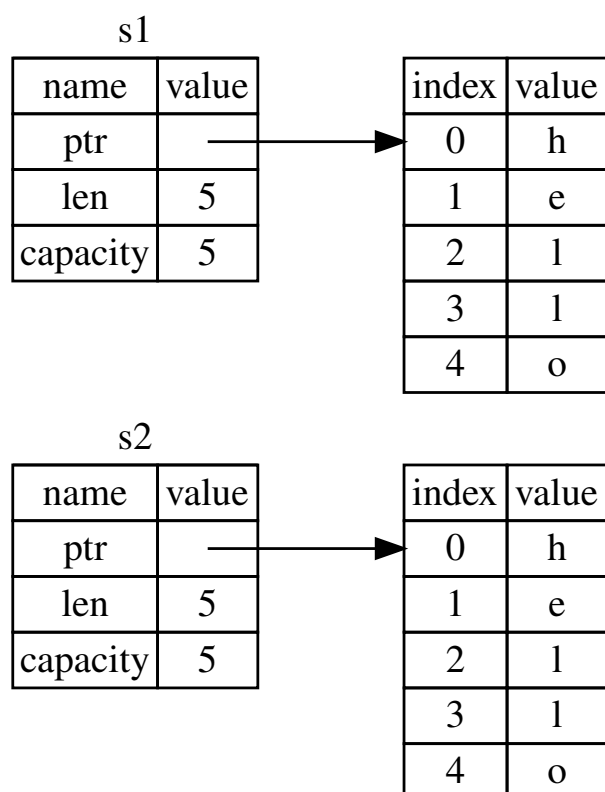 s1
name value index value
ptr 0 h
len 5 1 e
capacity 5 2 l
3 l
4 o
s2
name value index value
ptr 0 h
len 5 1 e
capacity 5 2 l
3 l
4 o